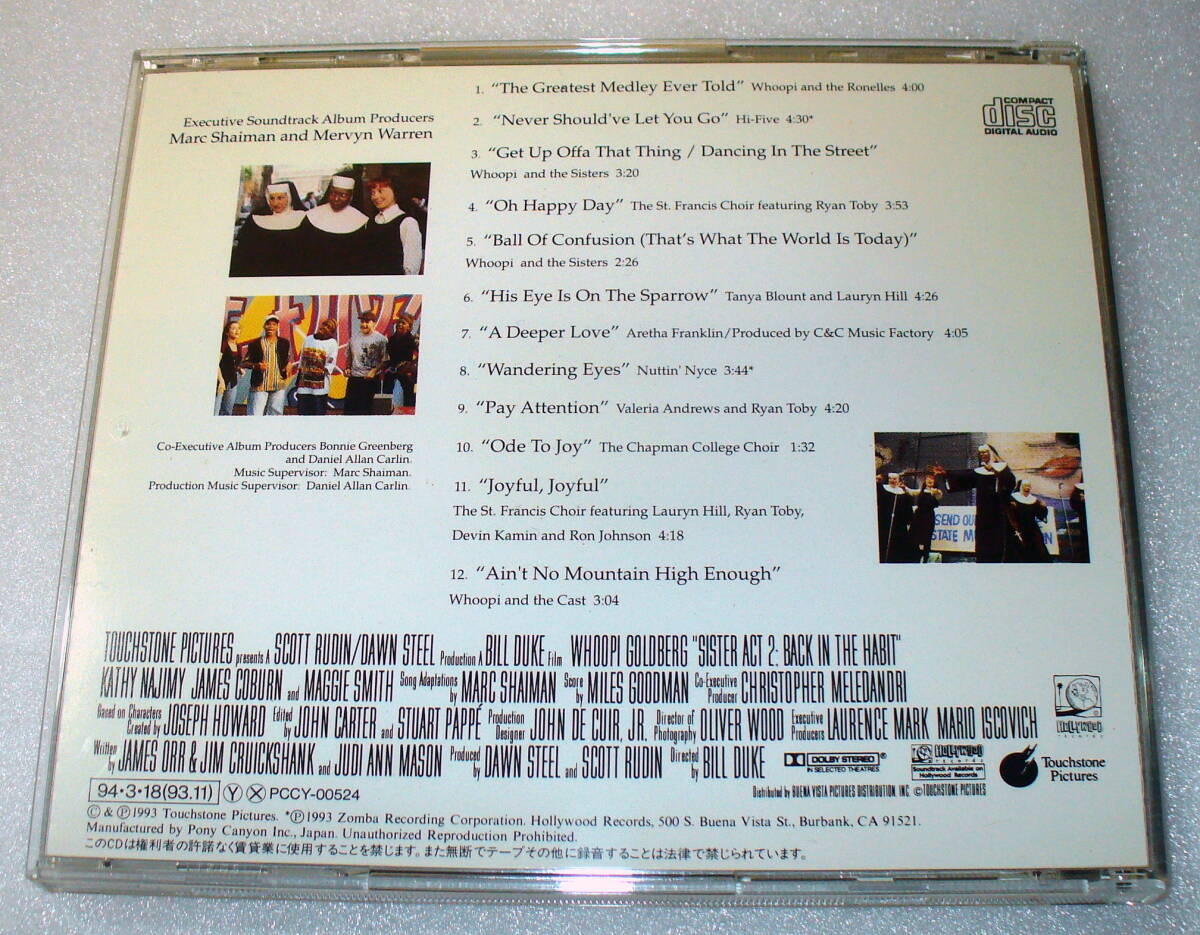 Executive Soundtrack Album Producers
Marc Shaiman and Mervyn Warren
1. “The Greatest Medley Ever Told” Whoopi and the Ronelles 4:00
2. “Never Should've Let You Go” Hi-Five 4:30*
3. “Get Up Offa That Thing / Dancing In The Street”
Whoopi and the Sisters 3:20
4. “Oh Happy Day” The St. Francis Choir featuring Ryan Toby 3:53
5. “Ball Of Confusion (That's What The World Is Today)”
Whoopi and the Sisters 2:26
6. “His Eye Is On The Sparrow” Tanya Blount and Lauryn Hill 4:26
7. “A Deeper Love” Aretha Franklin/Produced by C&C Music Factory 4:05
8. “Wandering Eyes” Nuttin' Nyce 3:44*
9. “Pay Attention” Valeria Andrews and Ryan Toby 4:20
10. “Ode To Joy” The Chapman College Choir 1:32
11. “Joyful, Joyful”
The St. Francis Choir featuring Lauryn Hill, Ryan Toby,
Devin Kamin and Ron Johnson 4:18
12. “Ain't No Mountain High Enough”
Whoopi and the Cast 3:04
COMPACT
disc
DIGITAL AUDIO
Co-Executive Album Producers Bonnie Greenberg
and Daniel Allan Carlin.
Music Supervisor: Marc Shaiman.
Production Music Supervisor: Daniel Allan Carlin.
SEND OU
STATE M
N
TOUCHSTONE PICTURES presents A SCOTT RUDIN/DAWN STEEL Production A BILL DUKE Film WHOOPI GOLDBERG "SISTER ACT 2: BACK IN THE HABIT"
KATHY NAJIMY JAMES COBURN and MAGGIE SMITH Song Adaptations by MARC SHAIMAN Score by MILES GOODMAN Co-Executive Producer CHRISTOPHER MELEDANDRI
Based on Characters Created by JOSEPH HOWARD Edited by JOHN CARTER and STUART PAPPÉ Production Designer JOHN DE CUIR, JR. Director of Photography OLIVER WOOD Executive Producers LAURENCE MARK MARIO ISCOVICH
Written by JAMES ORR & JIM CRUICKSHANK and JUDI ANN MASON Produced by DAWN STEEL and SCOTT RUDIN Directed by BILL DUKE
DOLBY STEREO ®
IN SELECTED THEATRES
HOLLYWOOD
records
Soundtrack Available on
Hollywood Records
HOLLYWOOD
records
Touchstone
Pictures
Distributed by BUENA VISTA PICTURES DISTRIBUTION, INC. ©TOUCHSTONE PICTURES
94・3・18(93.11) Ⓨ Ⓧ PCCY-00524
© & ℗1993 Touchstone Pictures. *℗1993 Zomba Recording Corporation. Hollywood Records, 500 S. Buena Vista St., Burbank, CA 91521.
Manufactured by Pony Canyon Inc., Japan. Unauthorized Reproduction Prohibited.
このCDは権利者の許諾なく賃貸業に使用することを禁じます。また無断でテープその他に録音することは法律で禁じられています。